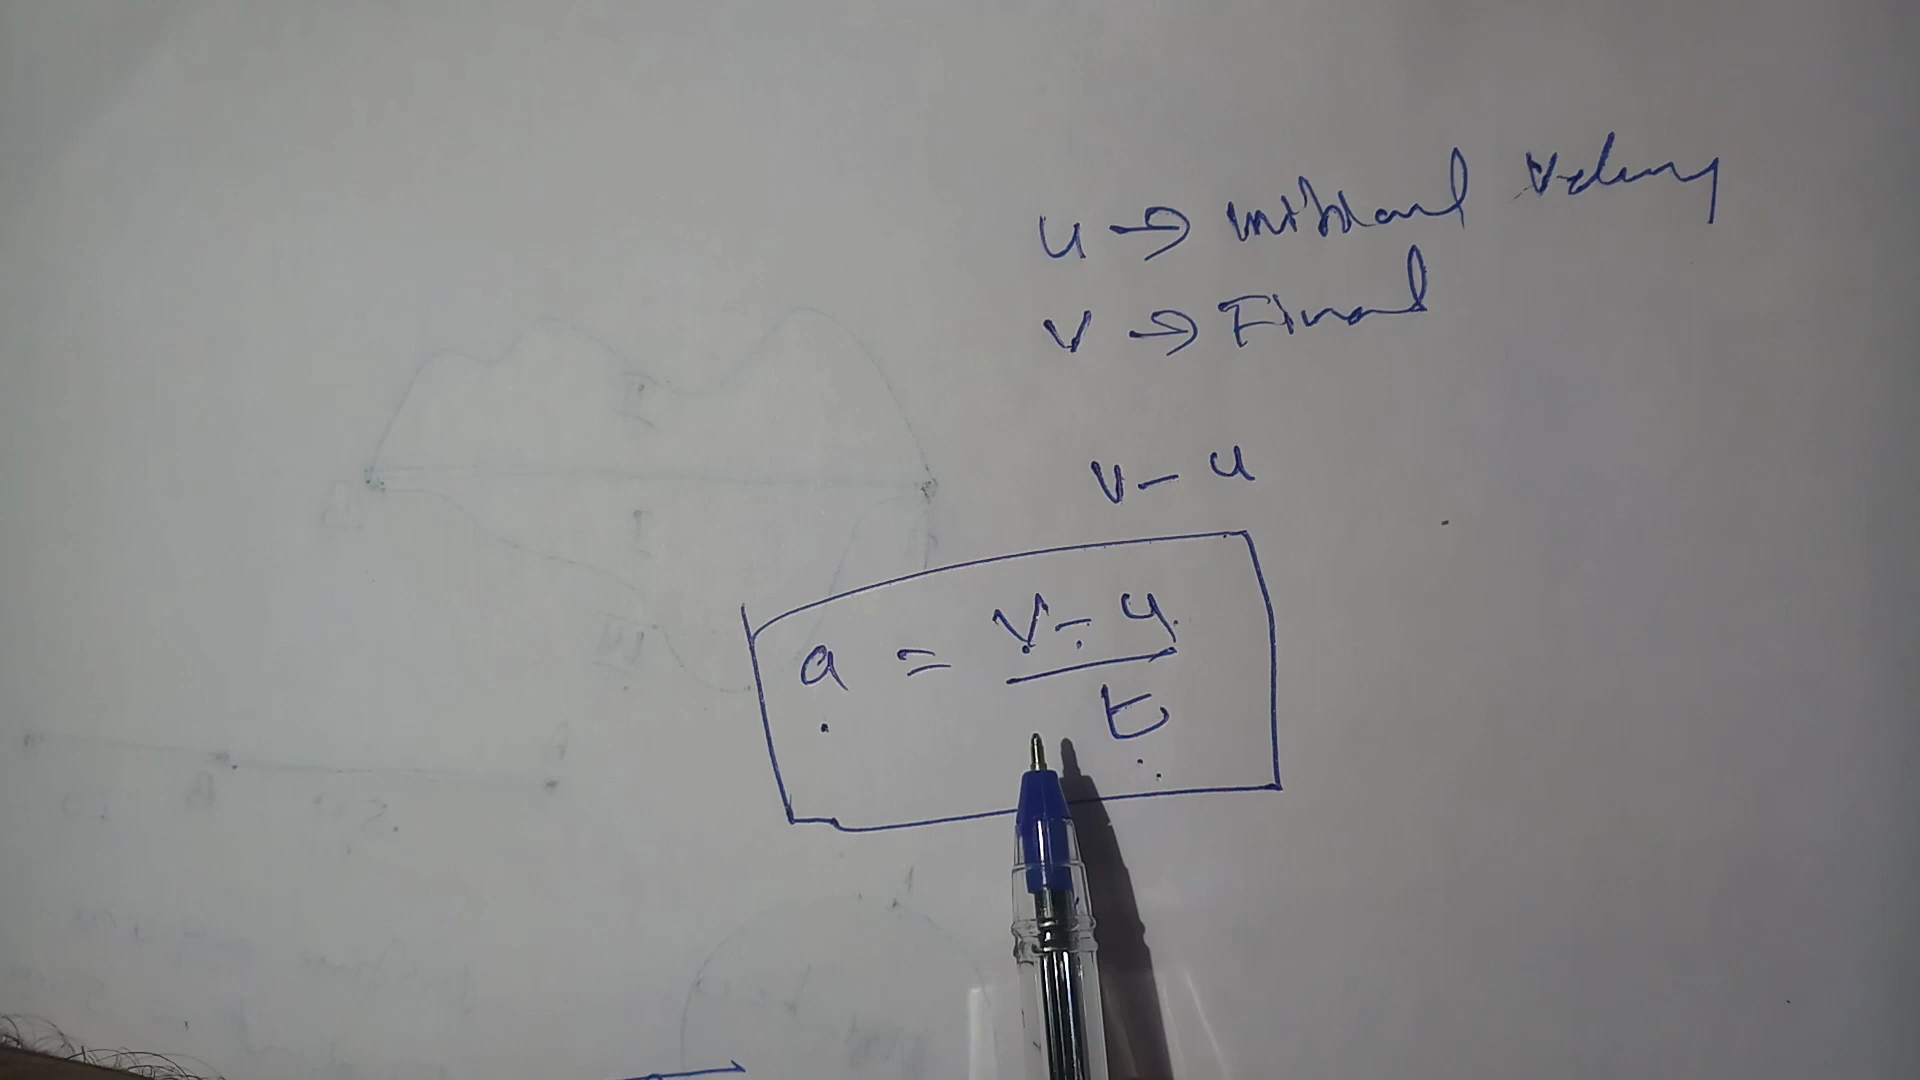 u → initial velocity
v → Final
v - u
a = v - u / t